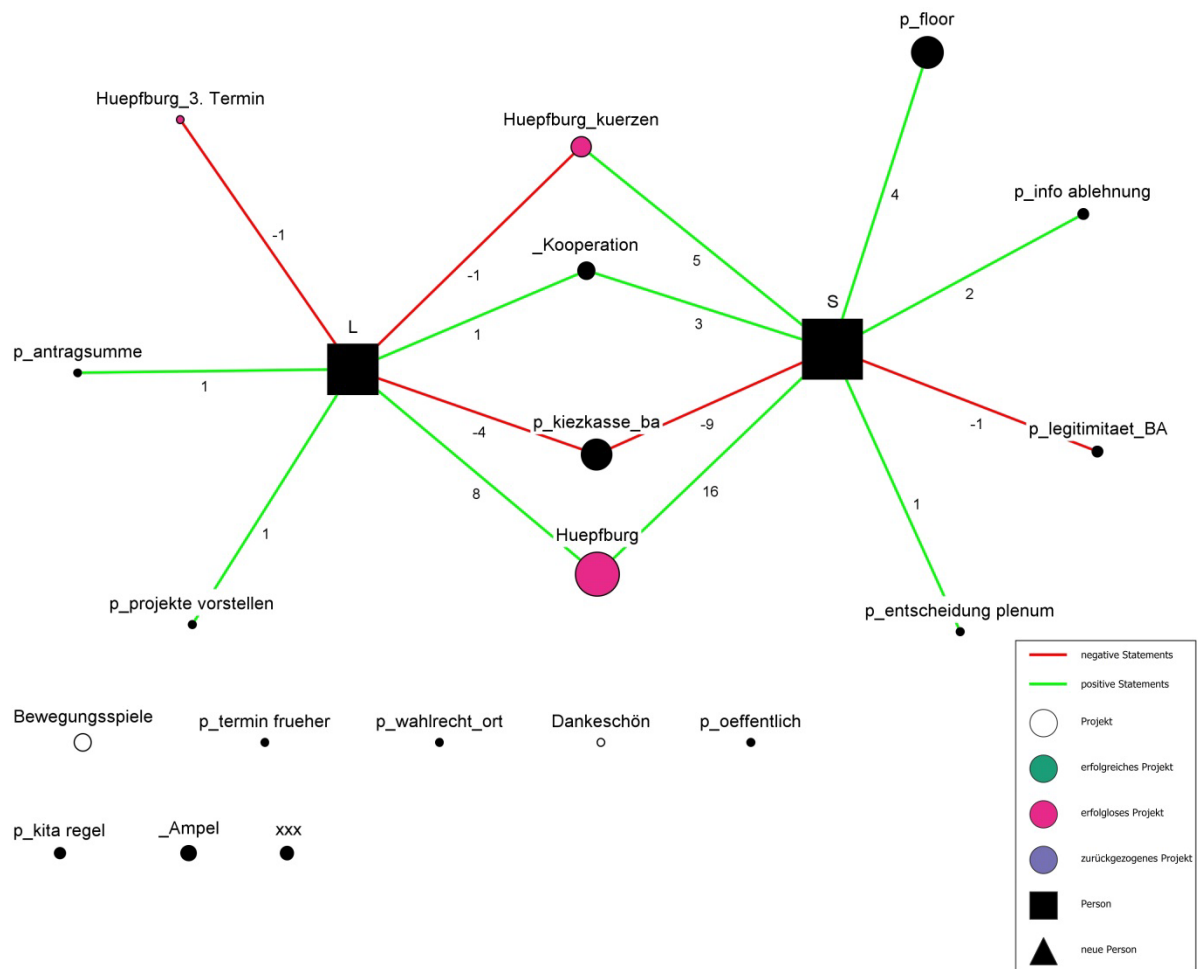 p_floor
Huepfburg_3. Termin
Huepfburg_kuerzen
p_info ablehnung
4
-1
_Kooperation
5
-1
2
S
L
3
1
p_antragsumme
1
p_kiezkasse_ba
-9
-4
-1
p_legitimitaet_BA
8
16
1
1
Huepfburg
p_projekte vorstellen
p_entscheidung plenum
negative Statements
positive Statements
Projekt
erfolgreiches Projekt
erfolgloses Projekt
zurückgezogenes Projekt
Person
neue Person
Bewegungsspiele
p_termin frueher
p_wahlrecht_ort
Dankeschön
p_oeffentlich
p_kita regel
_Ampel
xxx